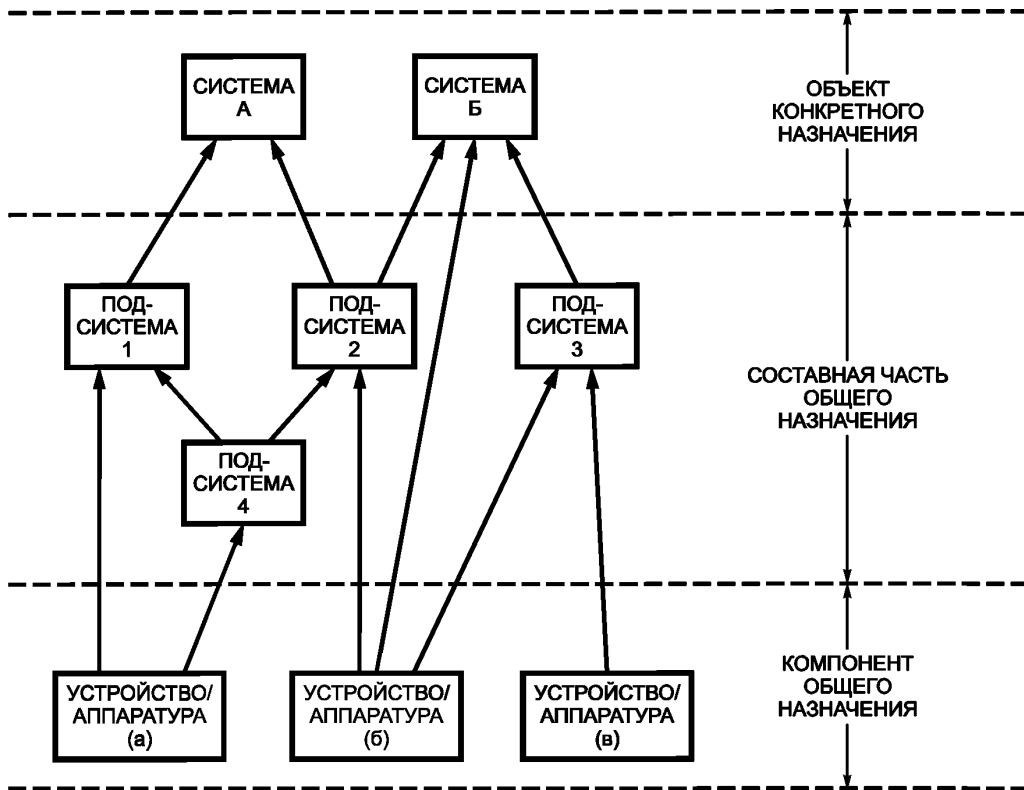 СИСТЕМА
А
СИСТЕМА
Б
ОБЪЕКТ
КОНКРЕТНОГО
НАЗНАЧЕНИЯ
ПОД-
СИСТЕМА
1
ПОД-
СИСТЕМА
2
ПОД-
СИСТЕМА
3
СОСТАВНАЯ ЧАСТЬ
ОБЩЕГО
НАЗНАЧЕНИЯ
ПОД-
СИСТЕМА
4
УСТРОЙСТВО/
АППАРАТУРА
(а)
УСТРОЙСТВО/
АППАРАТУРА
(б)
УСТРОЙСТВО/
АППАРАТУРА
(в)
КОМПОНЕНТ
ОБЩЕГО
НАЗНАЧЕНИЯ